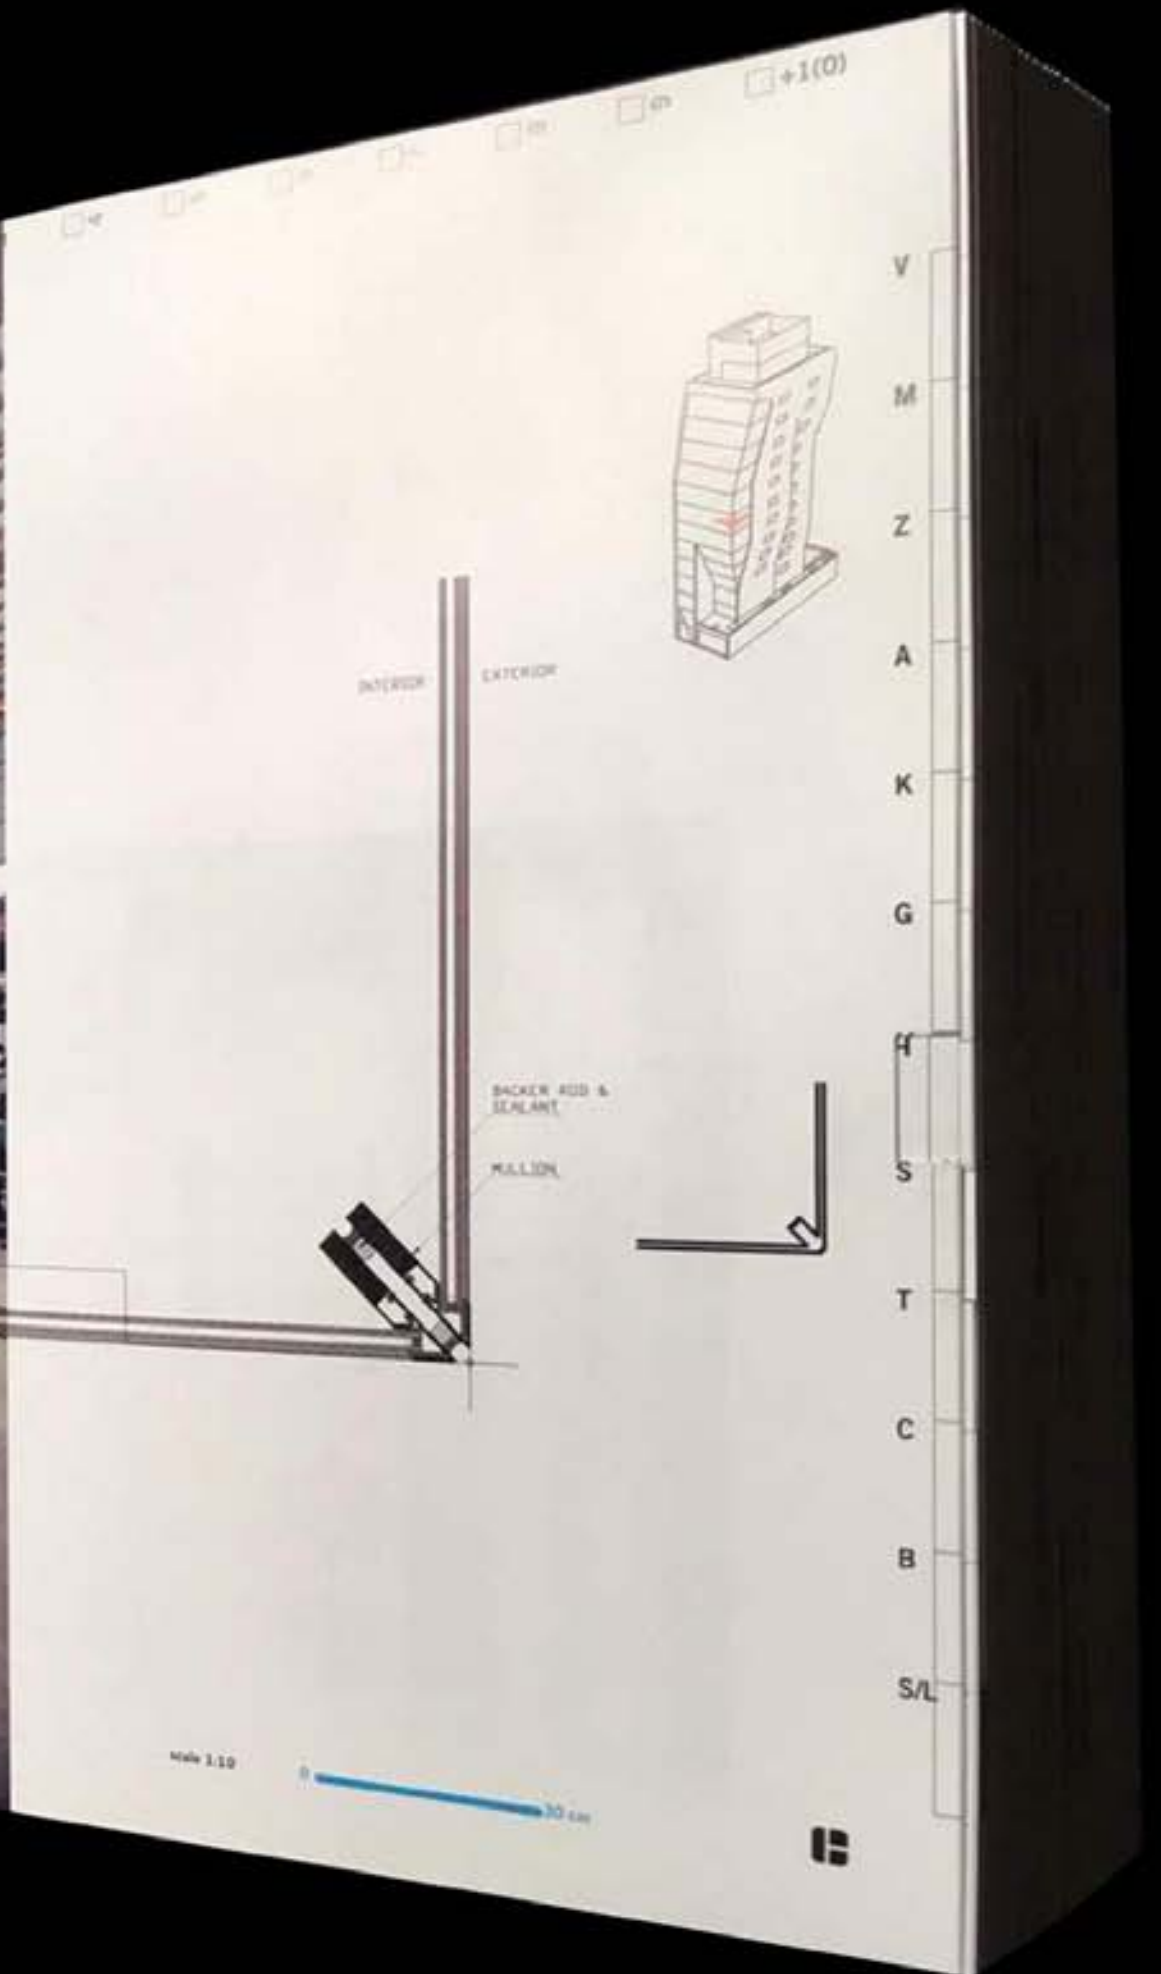 +1(0)
V
M
Z
A
K
G
H
S
T
C
B
S/L
INTERIOR
EXTERIOR
BACKER ROD &
SEALANT
MULLION
scale 1:10
0
30 cm